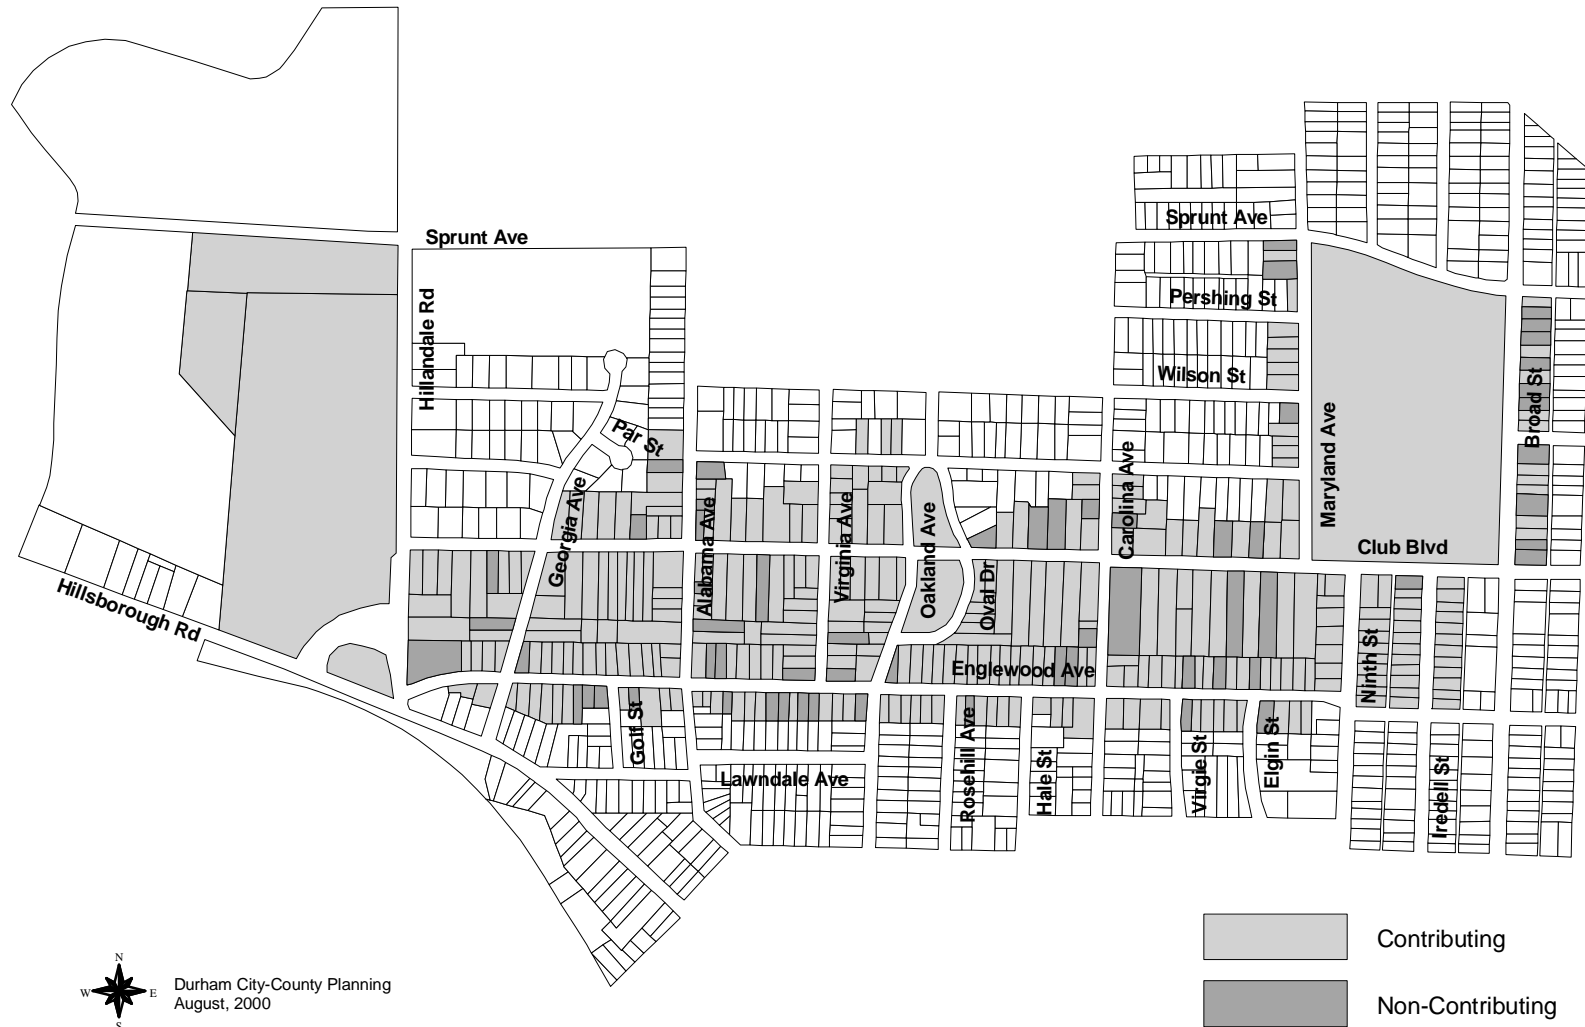 Sprunt Ave
Sprunt Ave
Hillandale Rd
Pershing St
Wilson St
Broad St
Par St
Georgia Ave
Alabama Ave
Virginia Ave
Oakland Ave
Oval Dr
Carolina Ave
Maryland Ave
Club Blvd
Hillsborough Rd
Englewood Ave
Ninth St
Golf St
Lawndale Ave
Rosehill Ave
Hale St
Virgie St
Elgin St
Iredell St
Contributing
Non-Contributing
N
W
E
S
Durham City-County Planning
August, 2000